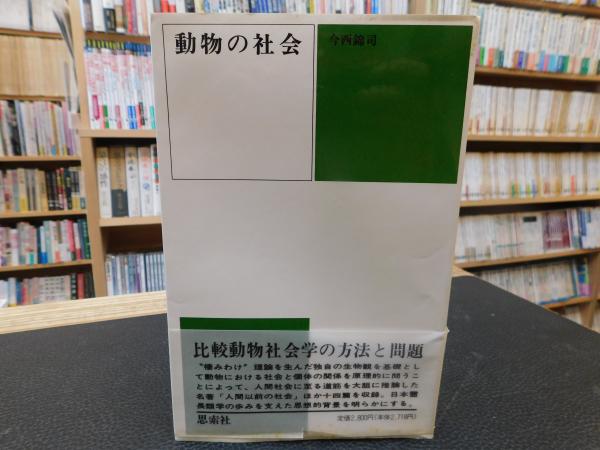 動物の社会
今西錦司
比較動物社会学の方法と問題
"棲みわけ"理論を生んだ独自の生物観を基礎とし
て動物における社会と個体の関係を原理的に問うこ
とによって、人間社会に至る道筋を大胆に推論した
名著「人間以前の社会」ほか十四篇を収録。日本霊
長類学の歩みを支えた思想的背景を明らかにする。
思索社
定価2,800円(本体2,718円)